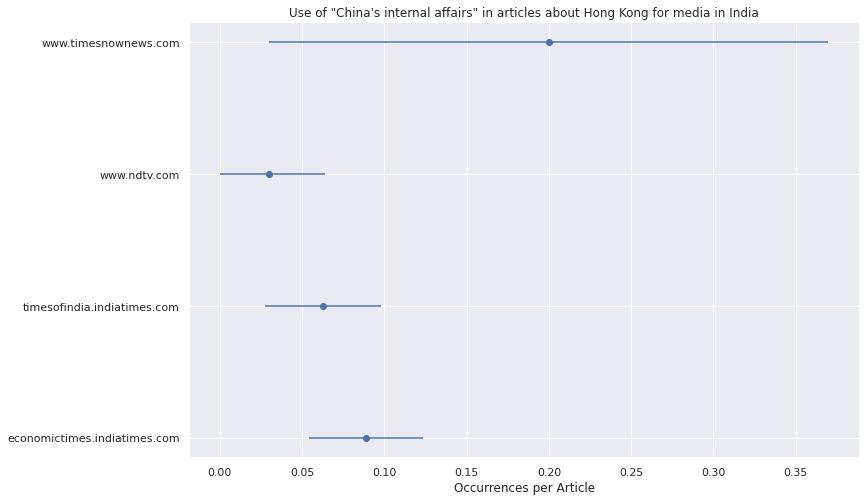 Use of "China's internal affairs" in articles about Hong Kong for media in India
www.timesnownews.com
www.ndtv.com
timesofindia.indiatimes.com
economictimes.indiatimes.com
0.00 0.05 0.10 0.15 0.20 0.25 0.30 0.35
Occurrences per Article